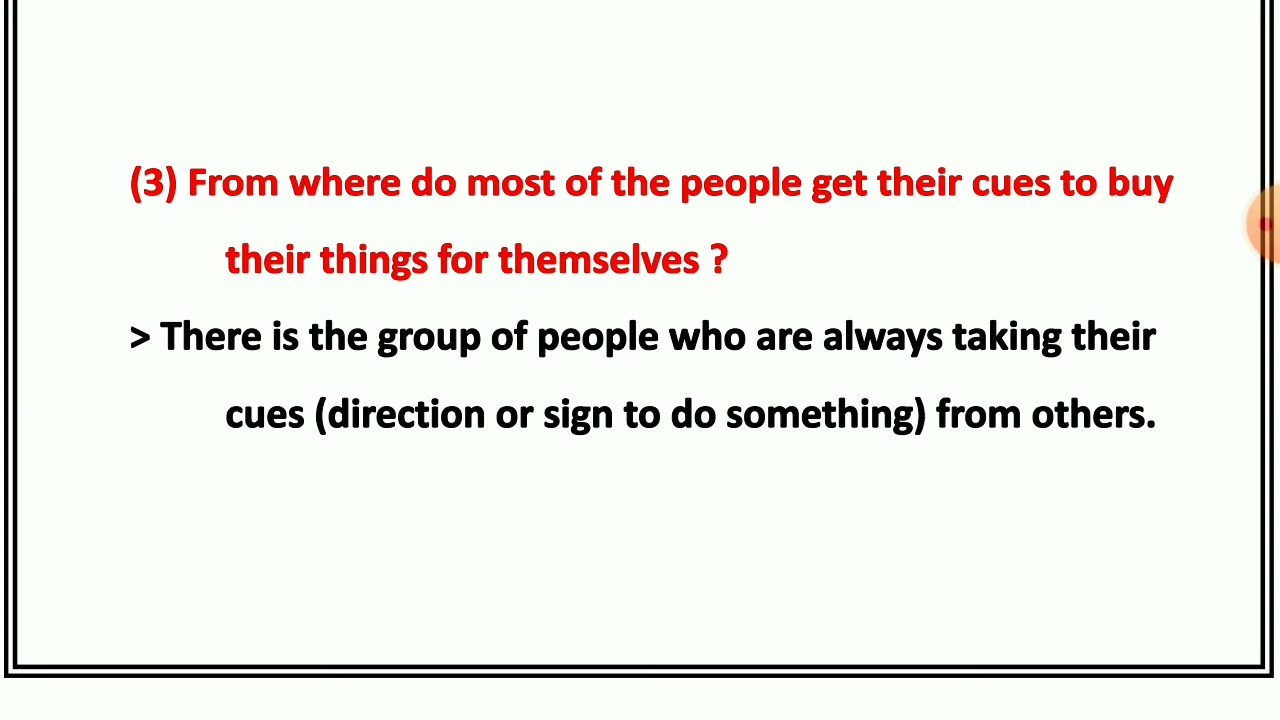 (3) From where do most of the people get their cues to buy
their things for themselves ?
> There is the group of people who are always taking their
cues (direction or sign to do something) from others.